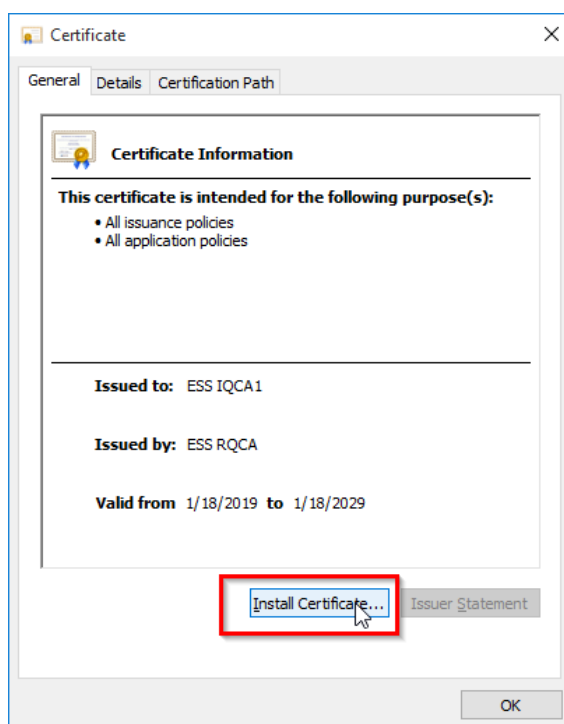 Certificate
General Details Certification Path
Certificate Information
This certificate is intended for the following purpose(s):
• All issuance policies
• All application policies
Issued to: ESS IQCA1
Issued by: ESS RQCA
Valid from 1/18/2019 to 1/18/2029
Install Certificate... Issuer Statement
OK